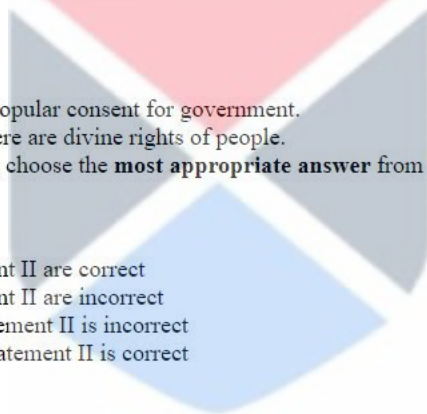 opular consent for government.
ere are divine rights of people.
choose the most appropriate answer from
nt II are correct
nt II are incorrect
ement II is incorrect
atement II is correct